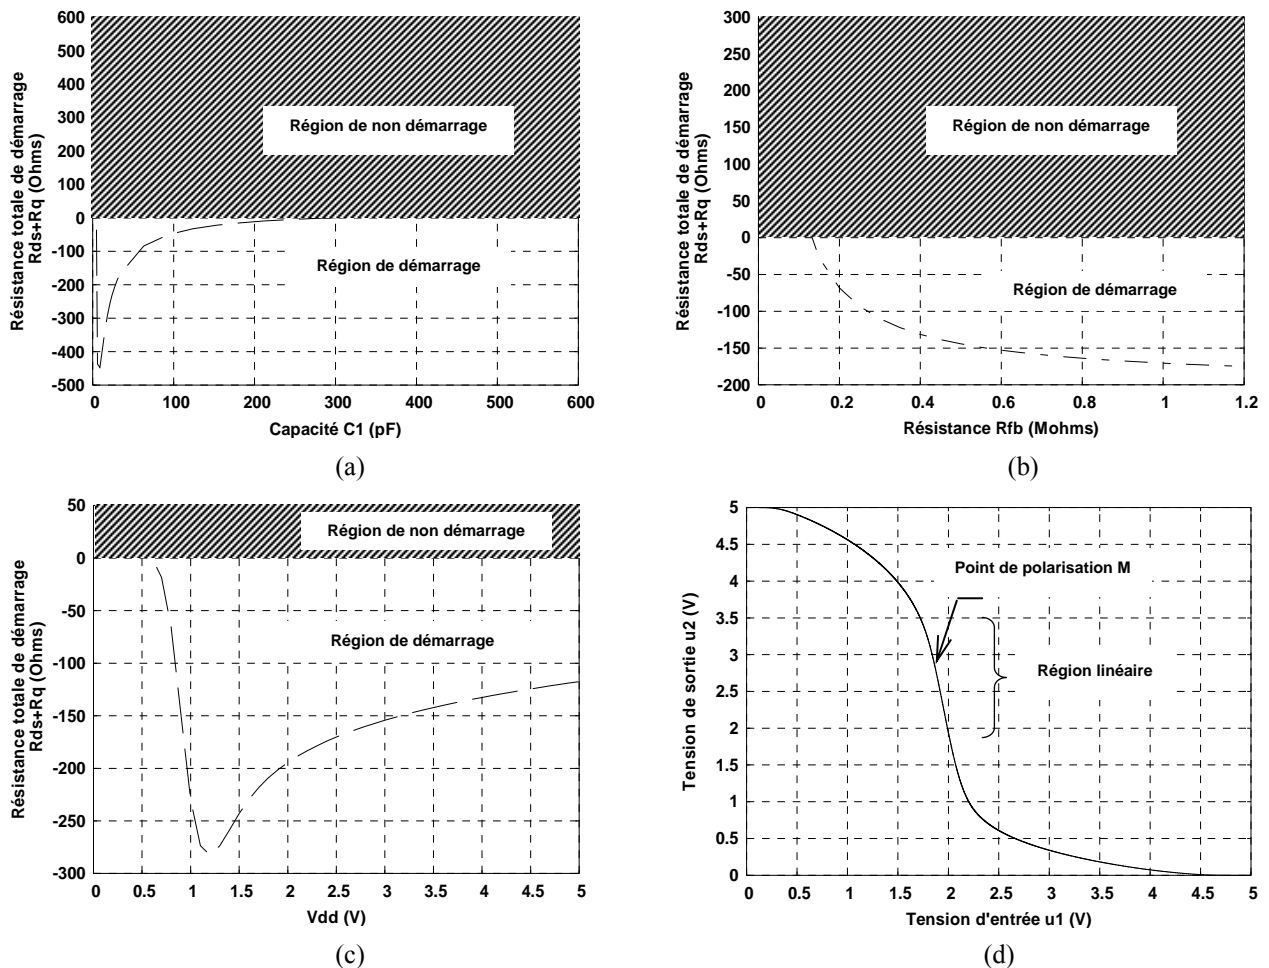 Résistance totale de démarrage
Rds+Rq (Ohms)
600
500
400
300
200
100
0
-100
-200
-300
-400
-500
Région de non démarrage
Région de démarrage
0 100 200 300 400 500 600
Capacité C1 (pF)
(a)
Résistance totale de démarrage
Rds+Rq (Ohms)
300
250
200
150
100
50
0
-50
-100
-150
-200
Région de non démarrage
Région de démarrage
0 0.2 0.4 0.6 0.8 1 1.2
Résistance Rfb (Mohms)
(b)
Résistance totale de démarrage
Rds+Rq (Ohms)
50
0
-50
-100
-150
-200
-250
-300
Région de non démarrage
Région de démarrage
0 0.5 1 1.5 2 2.5 3 3.5 4 4.5 5
Vdd (V)
(c)
Tension de sortie u2 (V)
5
4.5
4
3.5
3
2.5
2
1.5
1
0.5
0
Point de polarisation M
Région linéaire
0 0.5 1 1.5 2 2.5 3 3.5 4 4.5 5
Tension d'entrée u1 (V)
(d)